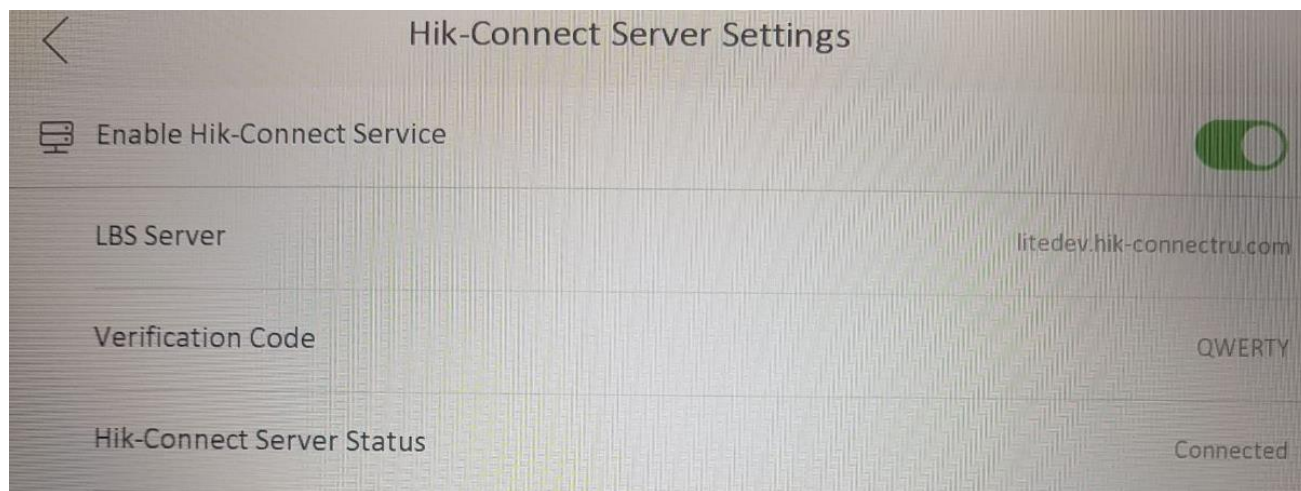 Hik-Connect Server Settings
Enable Hik-Connect Service
LBS Server
litedev.hik-connectru.com
Verification Code
QWERTY
Hik-Connect Server Status
Connected